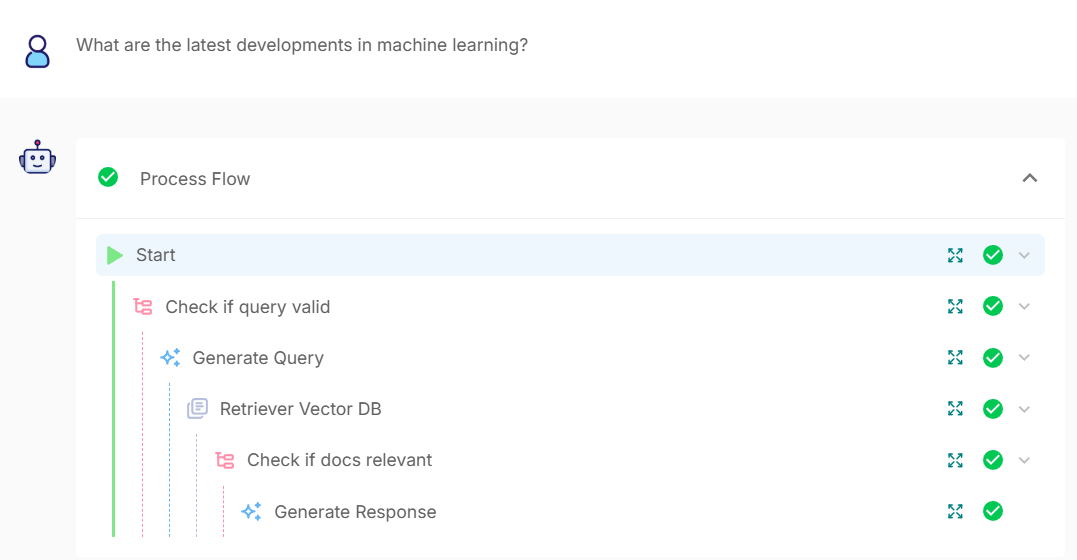 What are the latest developments in machine learning?
Process Flow
Start
Check if query valid
Generate Query
Retriever Vector DB
Check if docs relevant
Generate Response